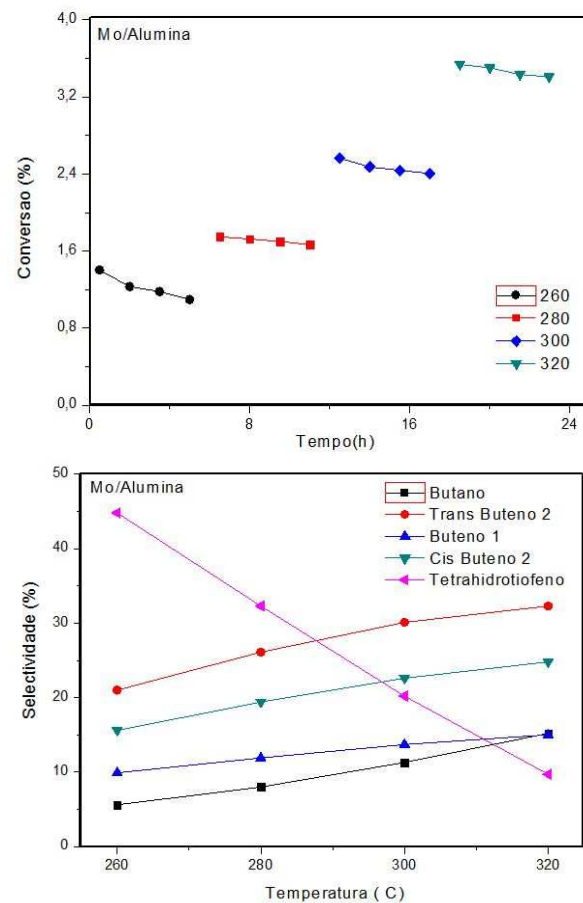 Mo/Alumina
4,0
3,2
2,4
1,6
0,8
0,0
Conversao (%)
260
280
300
320
0
8
16
24
Tempo(h)
Mo/Alumina
50
40
30
20
10
0
Selectividade (%)
Butano
Trans Buteno 2
Buteno 1
Cis Buteno 2
Tetrahidrotiofeno
260
280
300
320
Temperatura ( C)